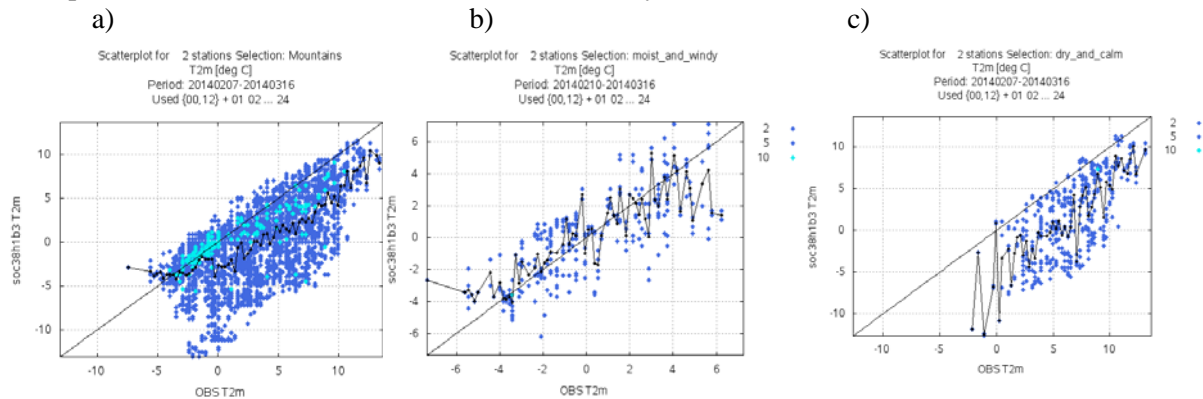 a)
Scatterplot for 2 stations Selection: Mountains
T2m [deg C]
Period: 20140207-20140316
Used {00,12} + 01 02 ... 24
10
5
0
-5
-10
soc38h1b3 T2m
-10 -5 0 5 10
OBS T2m
2
5
10
b)
Scatterplot for 2 stations Selection: moist_and_windy
T2m [deg C]
Period: 20140210-20140316
Used {00,12} + 01 02 ... 24
6
4
2
0
-2
-4
-6
soc38h1b3 T2m
-6 -4 -2 0 2 4 6
OBS T2m
2
5
10
c)
Scatterplot for 2 stations Selection: dry_and_calm
T2m [deg C]
Period: 20140207-20140316
Used {00,12} + 01 02 ... 24
10
5
0
-5
-10
soc38h1b3 T2m
-10 -5 0 5 10
OBS T2m
2
5
10